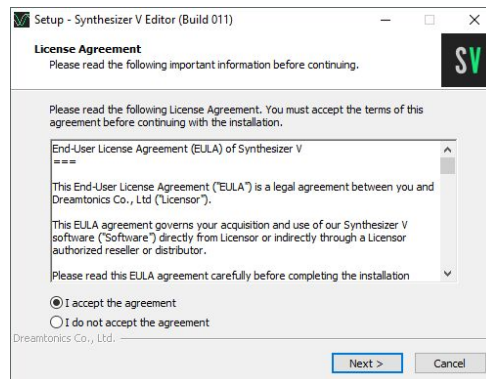 Setup - Synthesizer V Editor (Build 011)
License Agreement
Please read the following important information before continuing.
SV
Please read the following License Agreement. You must accept the terms of this
agreement before continuing with the installation.
End-User License Agreement (EULA) of Synthesizer V
===
This End-User License Agreement ("EULA") is a legal agreement between you and
Dreamtonics Co., Ltd ("Licensor").
This EULA agreement governs your acquisition and use of our Synthesizer V
software ("Software") directly from Licensor or indirectly through a Licensor
authorized reseller or distributor.
Please read this EULA agreement carefully before completing the installation
I accept the agreement
I do not accept the agreement
Dreamtonics Co., Ltd.
Next >
Cancel